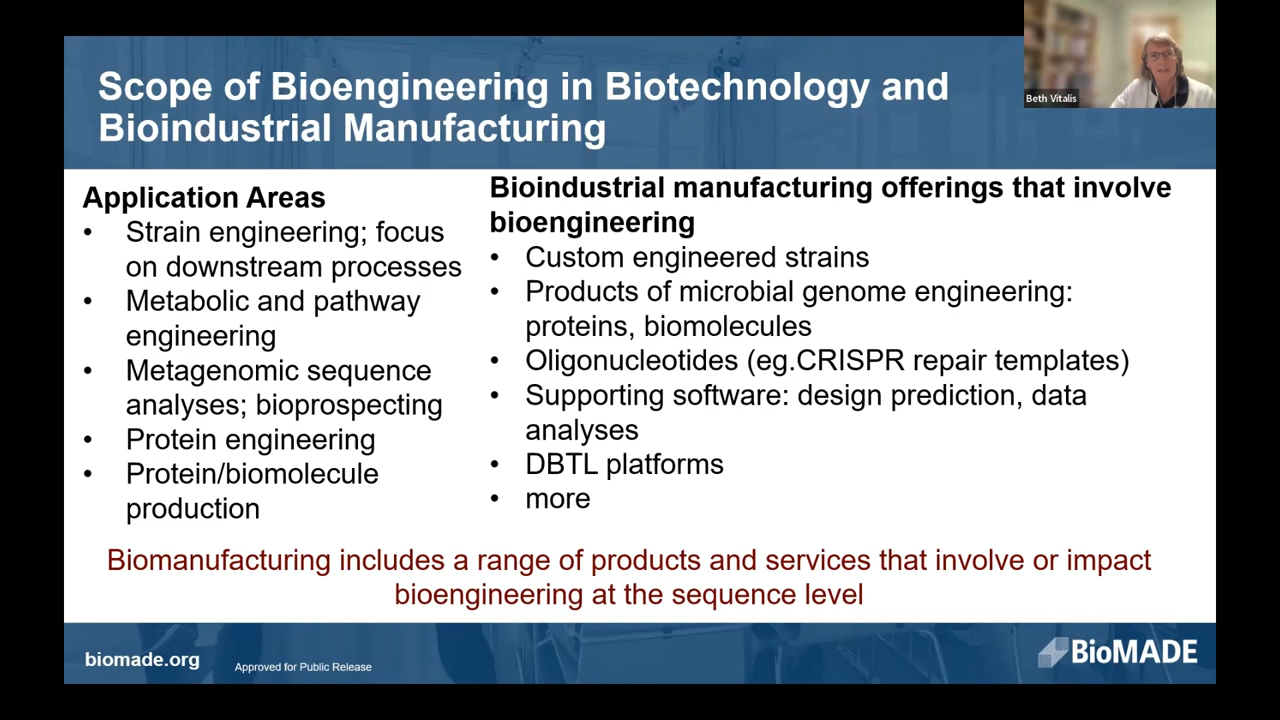 Scope of Bioengineering in Biotechnology and
Bioindustrial Manufacturing
Beth Vitalis
Application Areas
• Strain engineering; focus
on downstream processes
• Metabolic and pathway
engineering
• Metagenomic sequence
analyses; bioprospecting
• Protein engineering
• Protein/biomolecule
production
Bioindustrial manufacturing offerings that involve
bioengineering
• Custom engineered strains
• Products of microbial genome engineering:
proteins, biomolecules
• Oligonucleotides (eg.CRISPR repair templates)
• Supporting software: design prediction, data
analyses
• DBTL platforms
• more
Biomanufacturing includes a range of products and services that involve or impact
bioengineering at the sequence level
biomade.org
Approved for Public Release
BioMADE